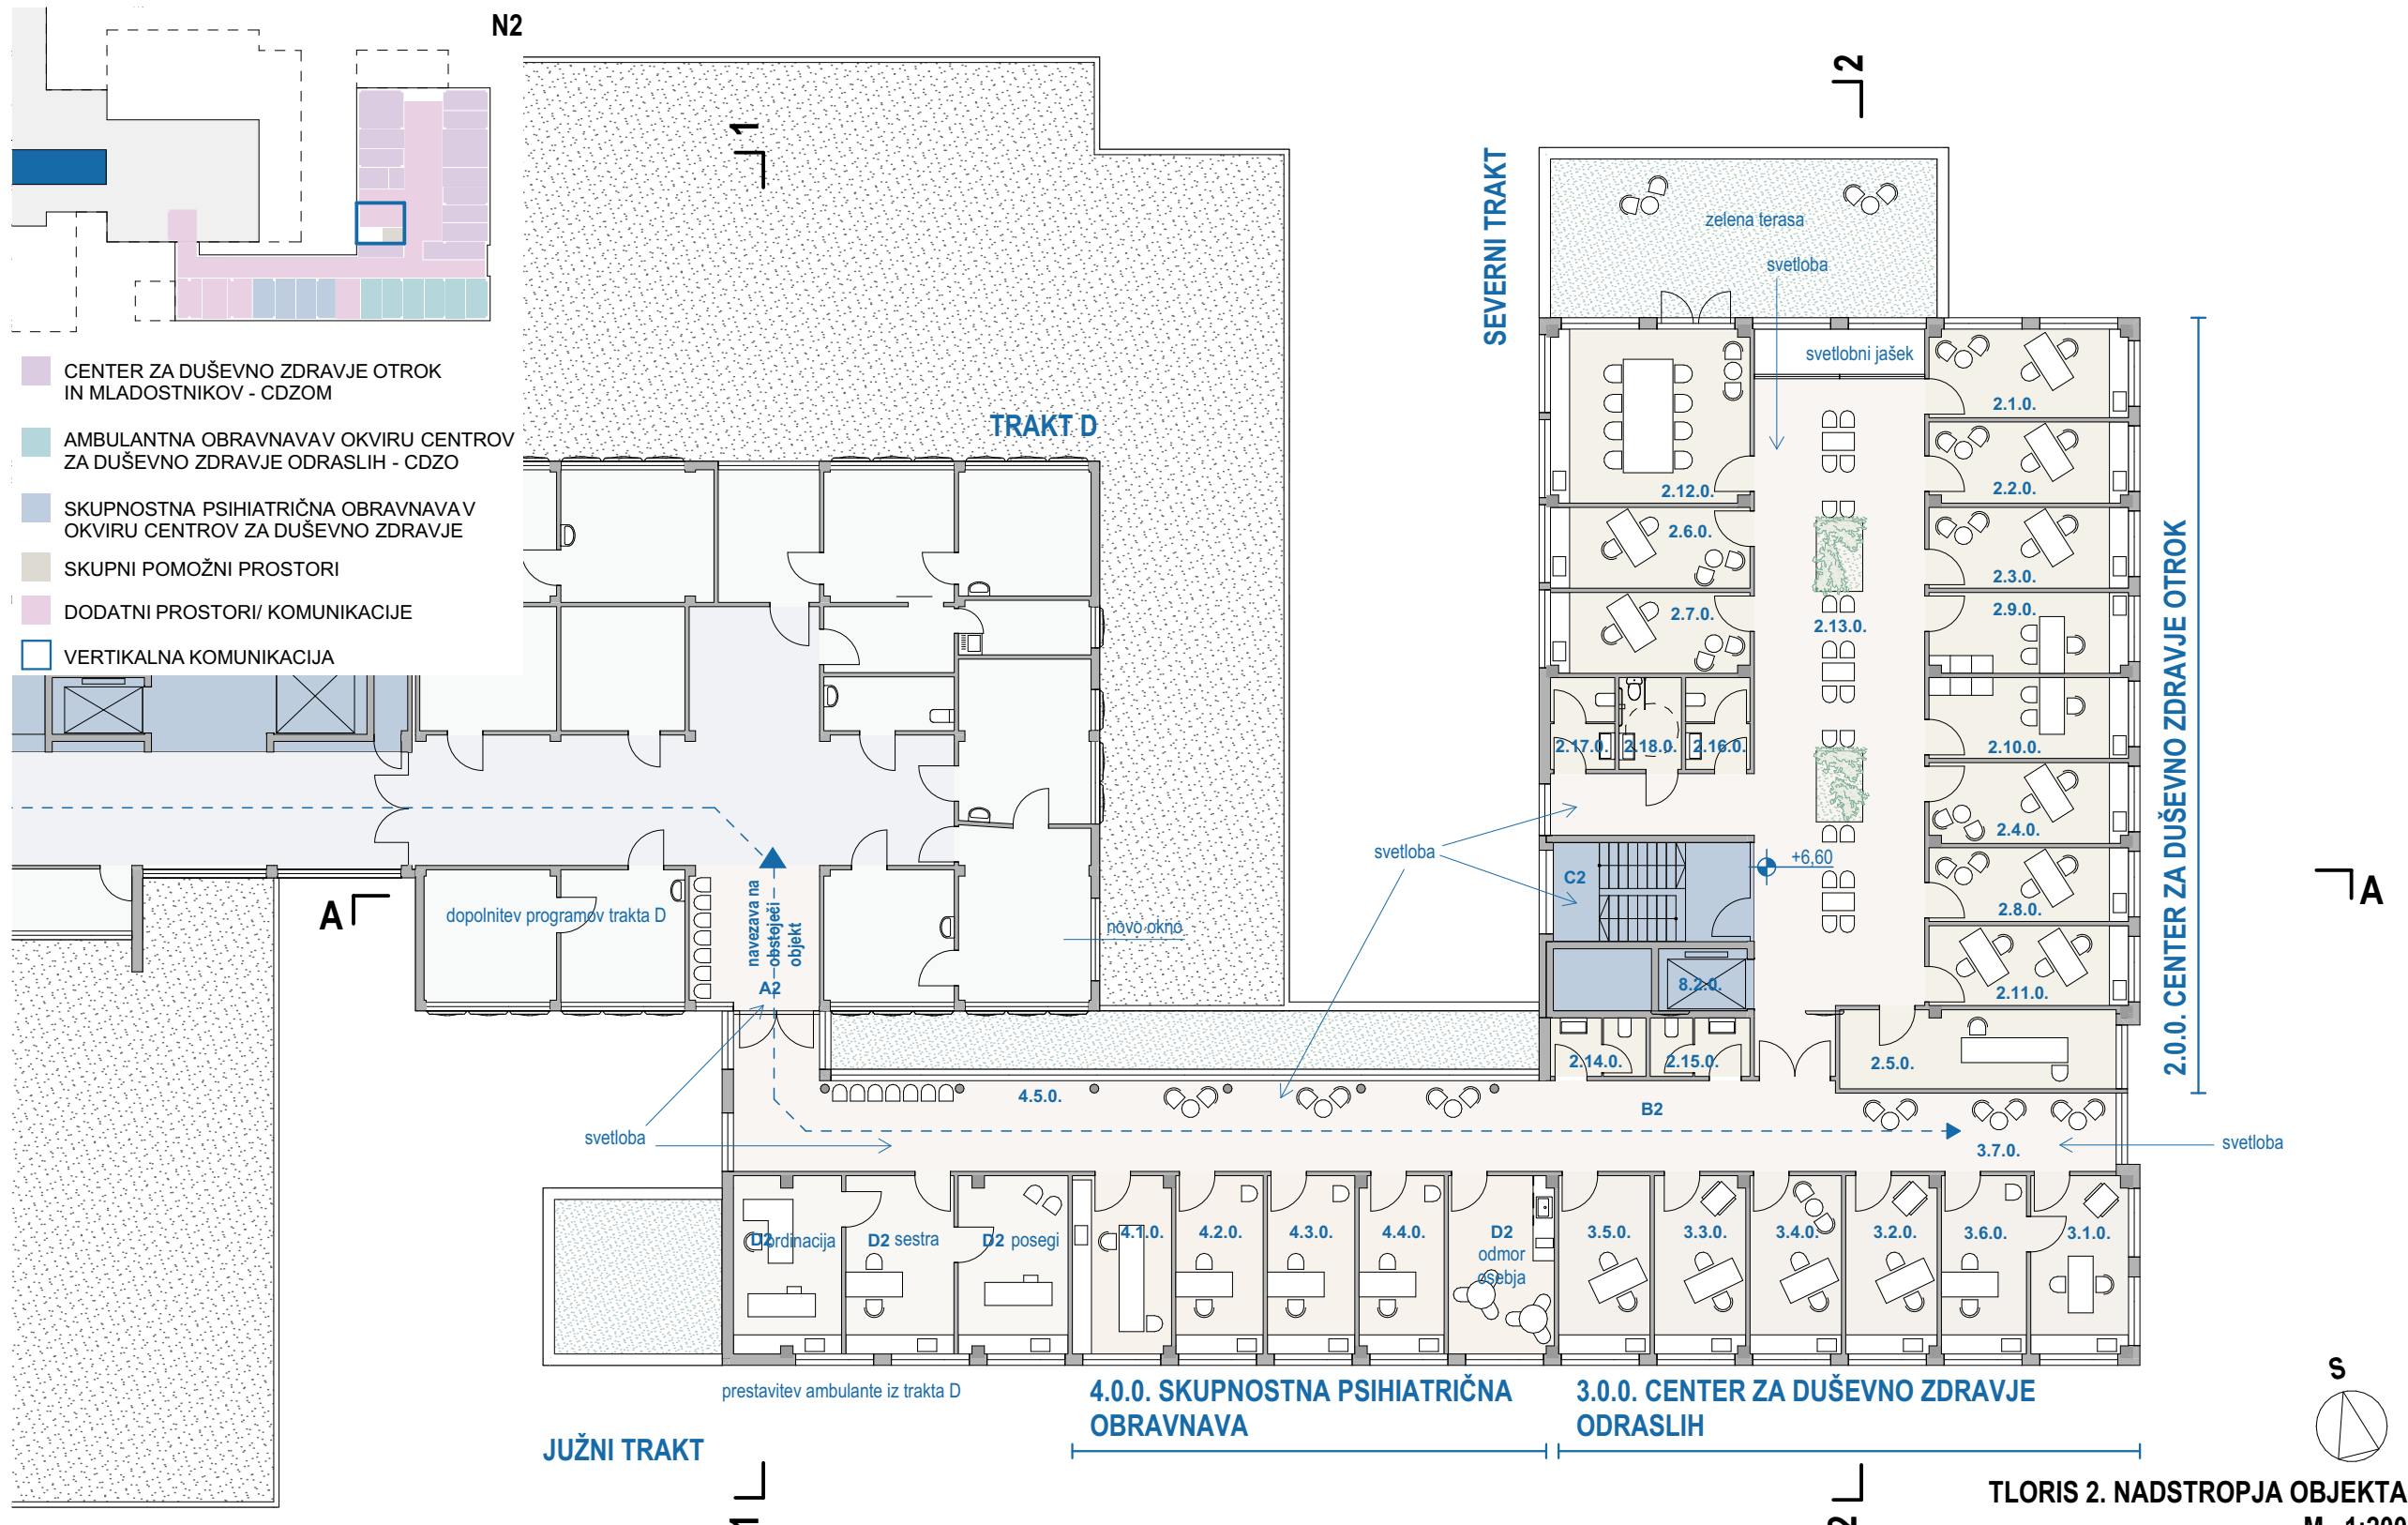 N2
CENTER ZA DUŠEVNO ZDRAVJE OTROK
IN MLADOSTNIKOV - CDZOM
AMBULANTNA OBRAVNAVA V OKVIRU CENTROV
ZA DUŠEVNO ZDRAVJE ODRASLIH - CDZO
SKUPNOSTNA PSIHIATRIČNA OBRAVNAVA V
OKVIRU CENTROV ZA DUŠEVNO ZDRAVJE
SKUPNI POMOŽNI PROSTORI
DODATNI PROSTORI/ KOMUNIKACIJE
VERTIKALNA KOMUNIKACIJA
1
2
SEVERNI TRAKT
zelena terasa
svetloba
svetlobni jašek
TRAKT D
2.1.0.
2.12.0.
2.2.0.
2.6.0.
2.3.0.
2.7.0.
2.13.0.
2.9.0.
2.17.0.
2.18.0.
2.16.0.
2.10.0.
2.4.0.
svetloba
+6,60
C2
2.8.0.
2.0.0. CENTER ZA DUŠEVNO ZDRAVJE OTROK
A
A
dopolnitev programov trakta D
navezava na
obstoječi
objekt
novo okno
A2
8.2.0.
2.11.0.
2.14.0.
2.15.0.
2.5.0.
4.5.0.
B2
svetloba
3.7.0.
svetloba
D2 ordinacija
D2 sestra
D2 posegi
4.1.0.
4.2.0.
4.3.0.
4.4.0.
D2
odmor
osebja
3.5.0.
3.3.0.
3.4.0.
3.2.0.
3.6.0.
3.1.0.
prestavitev ambulante iz trakta D
4.0.0. SKUPNOSTNA PSIHIATRIČNA
OBRAVNAVA
3.0.0. CENTER ZA DUŠEVNO ZDRAVJE
ODRASLIH
JUŽNI TRAKT
S
TLORIS 2. NADSTROPJA OBJEKTA